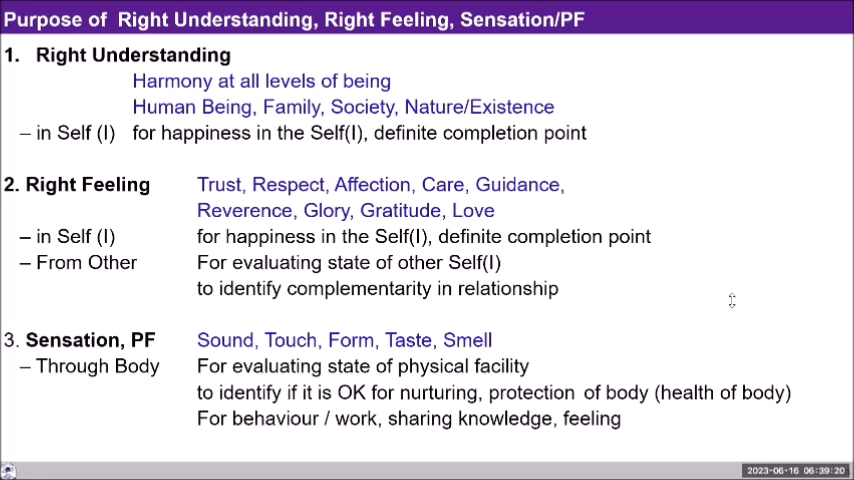 Purpose of Right Understanding, Right Feeling, Sensation/PF
1. Right Understanding
Harmony at all levels of being
Human Being, Family, Society, Nature/Existence
– in Self (I) for happiness in the Self(I), definite completion point
2. Right Feeling Trust, Respect, Affection, Care, Guidance,
Reverence, Glory, Gratitude, Love
– in Self (I) for happiness in the Self(I), definite completion point
– From Other For evaluating state of other Self(I)
to identify complementarity in relationship
3. Sensation, PF Sound, Touch, Form, Taste, Smell
– Through Body For evaluating state of physical facility
to identify if it is OK for nurturing, protection of body (health of body)
For behaviour / work, sharing knowledge, feeling
2023-06-16 06:39:20